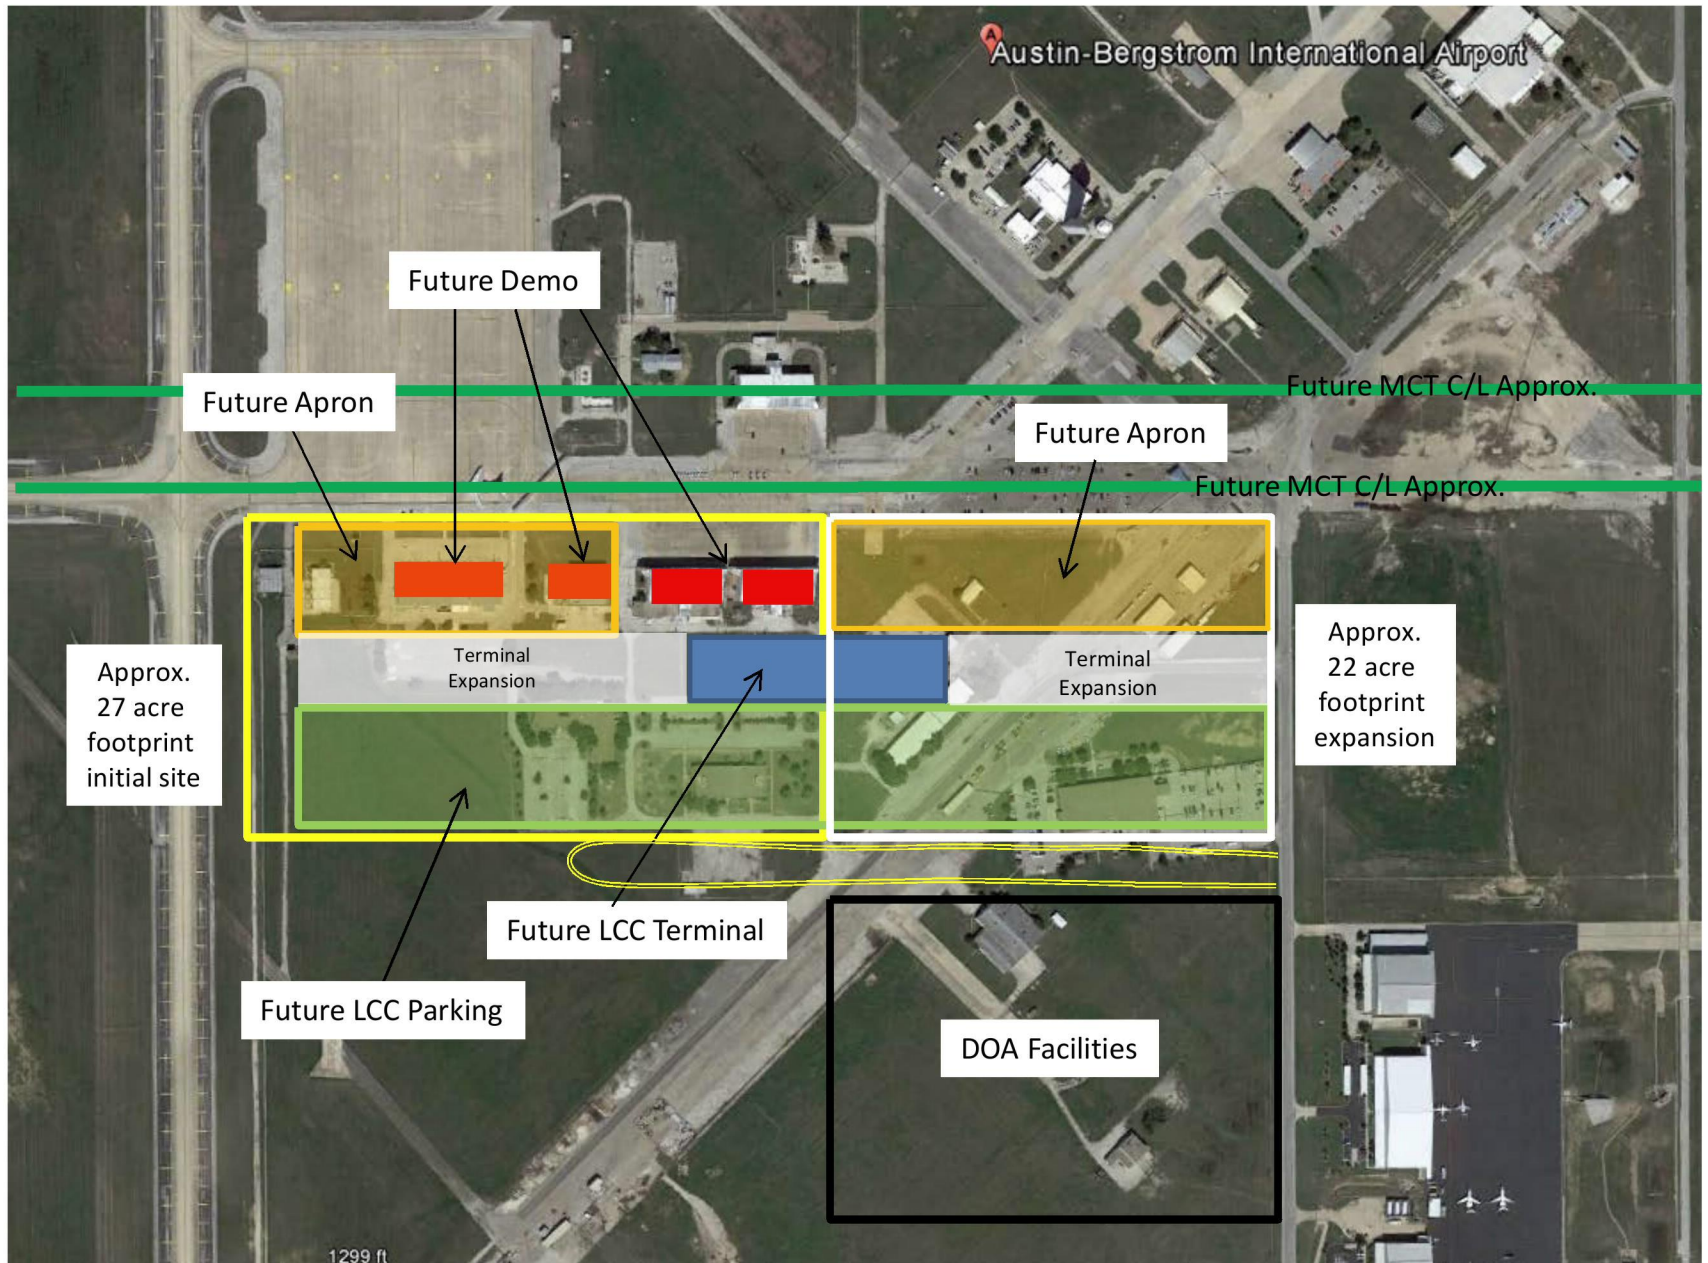 A
Austin-Bergstrom International Airport
Future Demo
Future Apron
Future MCT C/L Approx.
Future Apron
Future MCT C/L Approx.
Approx.
27 acre
footprint
initial site
Terminal
Expansion
Terminal
Expansion
Approx.
22 acre
footprint
expansion
Future LCC Terminal
Future LCC Parking
DOA Facilities
1299 ft